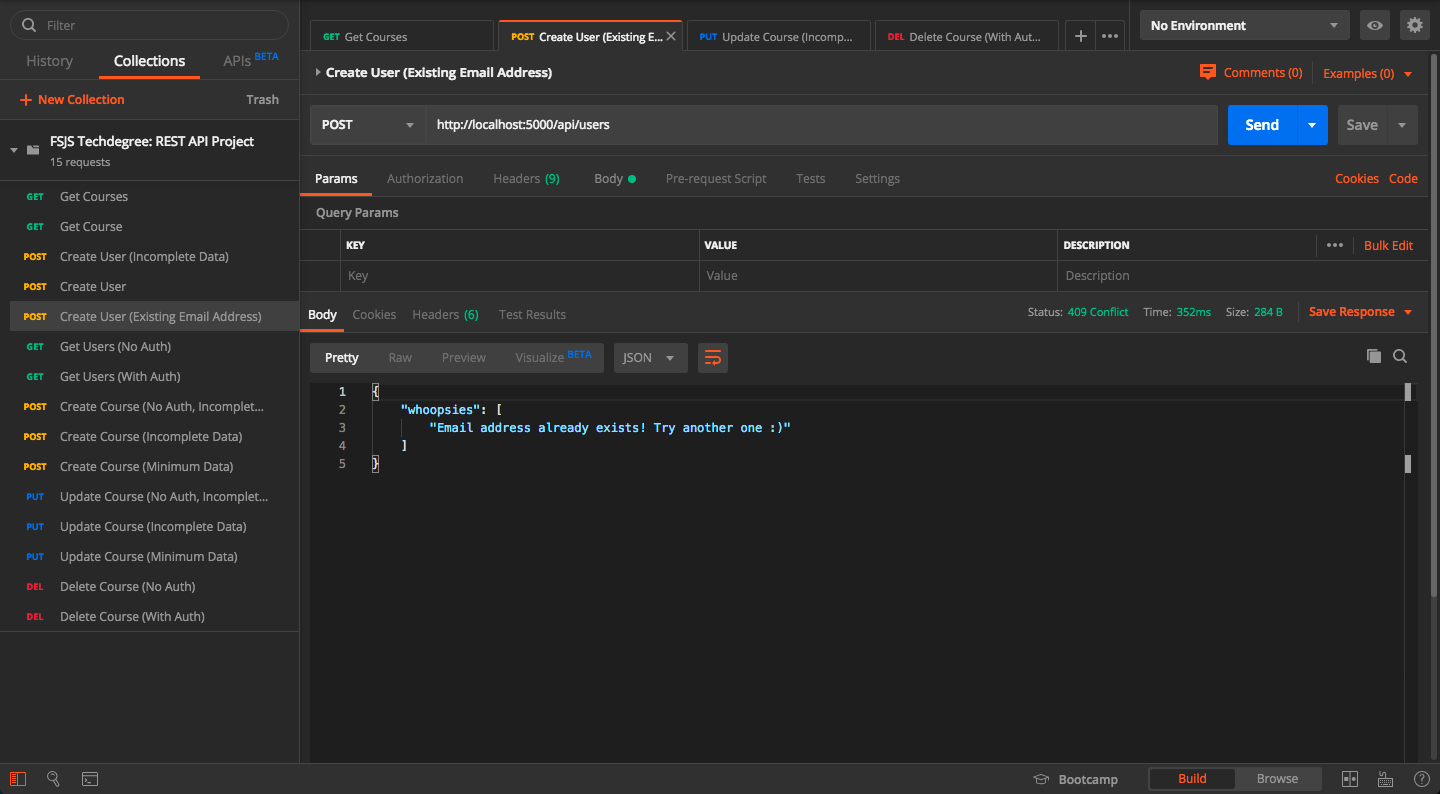 Filter
History Collections APIs BETA
+ New Collection Trash
FSJS Techdegree: REST API Project
15 requests
GET Get Courses
GET Get Course
POST Create User (Incomplete Data)
POST Create User
POST Create User (Existing Email Address)
GET Get Users (No Auth)
GET Get Users (With Auth)
POST Create Course (No Auth, Incomplet...
POST Create Course (Incomplete Data)
POST Create Course (Minimum Data)
PUT Update Course (No Auth, Incomplet...
PUT Update Course (Incomplete Data)
PUT Update Course (Minimum Data)
DEL Delete Course (No Auth)
DEL Delete Course (With Auth)
GET Get Courses POST Create User (Existing E... PUT Update Course (Incomp... DEL Delete Course (With Aut... No Environment
Create User (Existing Email Address) Comments (0) Examples (0)
POST http://localhost:5000/api/users Send Save
Params Authorization Headers (9) Body Pre-request Script Tests Settings Cookies Code
Query Params
KEY VALUE DESCRIPTION Bulk Edit
Key Value Description
Body Cookies Headers (6) Test Results Status: 409 Conflict Time: 352ms Size: 284 B Save Response
Pretty Raw Preview Visualize BETA JSON
1 {
2 "whoopsies": [
3 "Email address already exists! Try another one :)"
4 ]
5 }
Bootcamp Build Browse